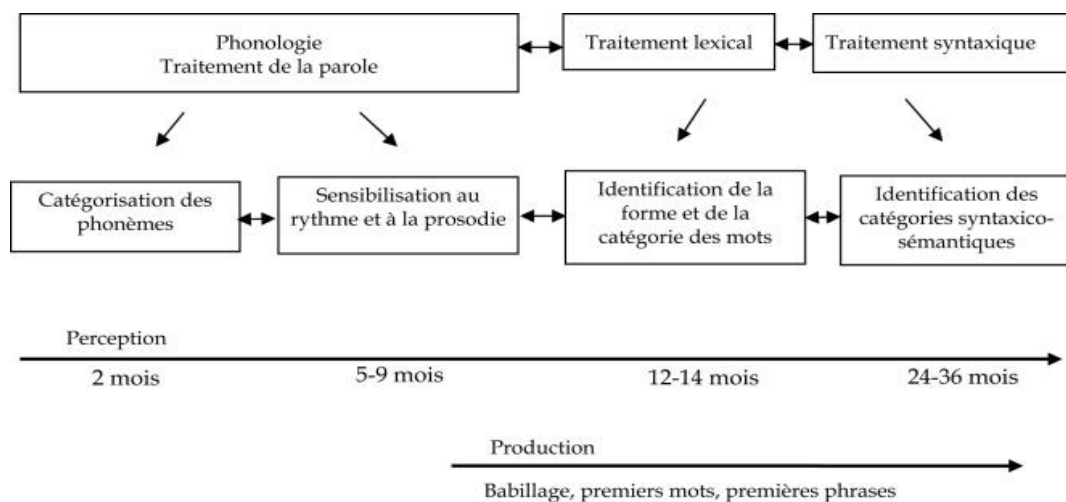 Phonologie
Traitement de la parole
Traitement lexical
Traitement syntaxique
Catégorisation des
phonèmes
Sensibilisation au
rythme et à la prosodie
Identification de la
forme et de la
catégorie des mots
Identification des
catégories syntaxico-
sémantiques
Perception
2 mois
5-9 mois
12-14 mois
24-36 mois
Production
Babillage, premiers mots, premières phrases